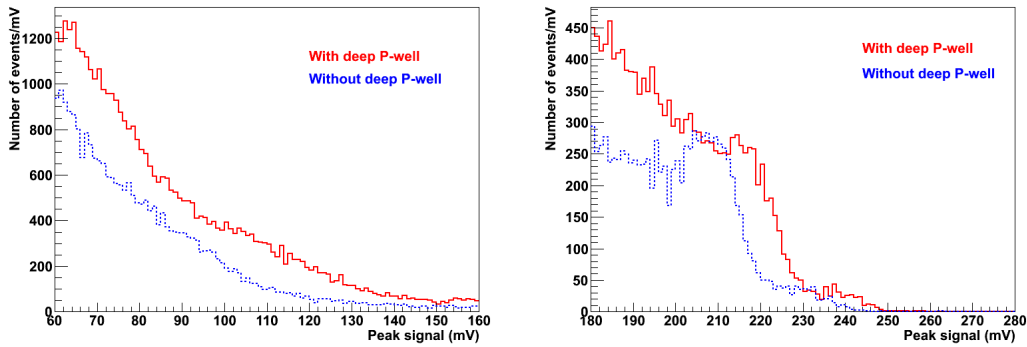 Number of events/mV
1200
1000
800
600
400
200
0
60 70 80 90 100 110 120 130 140 150 160
Peak signal (mV)
With deep P-well
Without deep P-well
Number of events/mV
450
400
350
300
250
200
150
100
50
0
180 190 200 210 220 230 240 250 260 270 280
Peak signal (mV)
With deep P-well
Without deep P-well